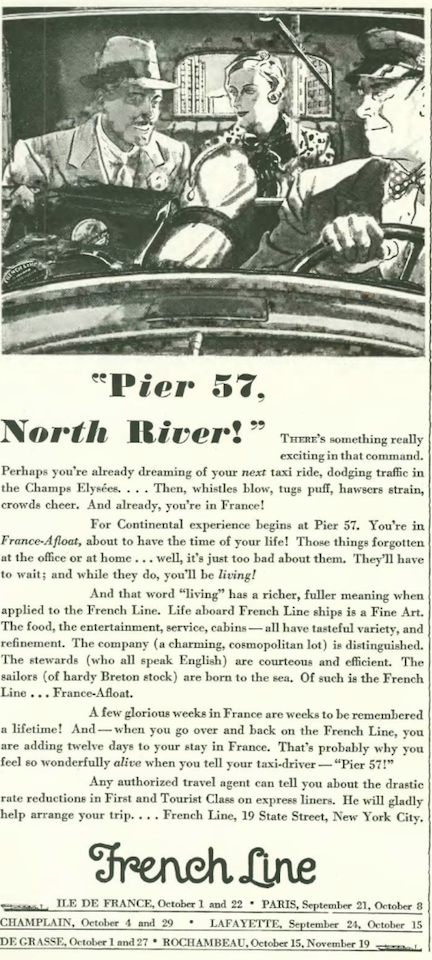 "Pier 57,
North River!" THERE'S something really
exciting in that command.
Perhaps you're already dreaming of your next taxi ride, dodging traffic in
the Champs Elysées. . . . Then, whistles blow, tugs puff, hawsers strain,
crowds cheer. And already, you're in France!
For Continental experience begins at Pier 57. You're in
France-Afloat, about to have the time of your life! Those things forgotten
at the office or at home . . . well, it's just too bad about them. They'll have
to wait; and while they do, you'll be living!
And that word "living" has a richer, fuller meaning when
applied to the French Line. Life aboard French Line ships is a Fine Art.
The food, the entertainment, service, cabins — all have tasteful variety, and
refinement. The company (a charming, cosmopolitan lot) is distinguished.
The stewards (who all speak English) are courteous and efficient. The
sailors (of hardy Breton stock) are born to the sea. Of such is the French
Line . . . France-Afloat.
A few glorious weeks in France are weeks to be remembered
a lifetime! And — when you go over and back on the French Line, you
are adding twelve days to your stay in France. That's probably why you
feel so wonderfully alive when you tell your taxi-driver — "Pier 57!"
Any authorized travel agent can tell you about the drastic
rate reductions in First and Tourist Class on express liners. He will gladly
help arrange your trip. . . . French Line, 19 State Street, New York City.
French Line
ILE DE FRANCE, October 1 and 22 • PARIS, September 21, October 8
CHAMPLAIN, October 4 and 29 • LAFAYETTE, September 24, October 15
DE GRASSE, October 1 and 27 • ROCHAMBEAU, October 15, November 19